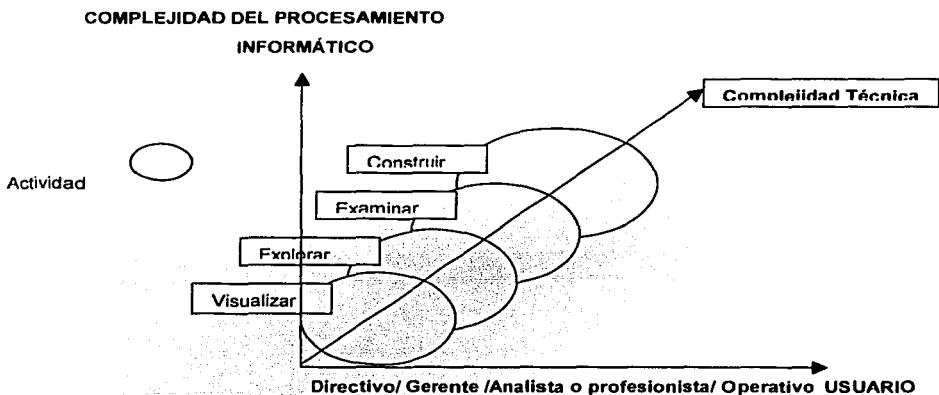 COMPLEJIDAD DEL PROCESAMIENTO
INFORMÁTICO
Complejidad Técnica
Construir
Actividad
Examinar
Explorar
Visualizar
Directivo/ Gerente /Analista o profesionista/ Operativo USUARIO